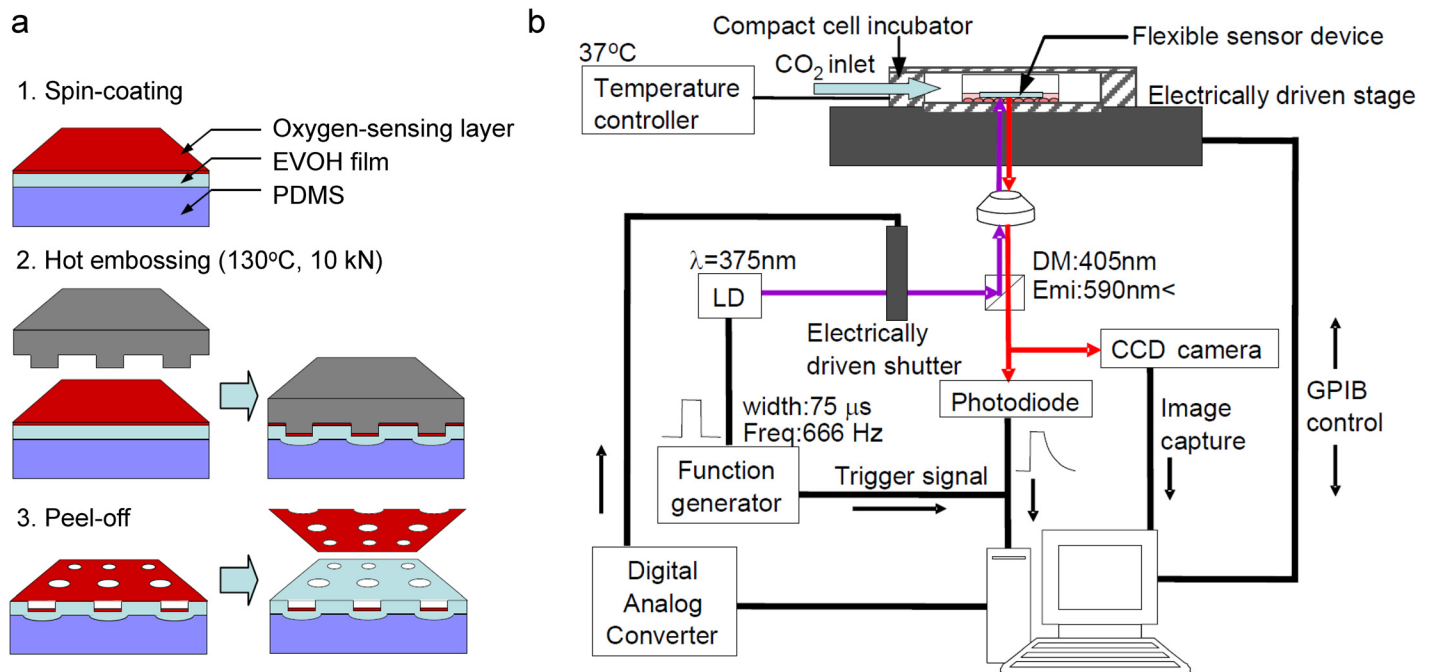 a
1. Spin-coating
Oxygen-sensing layer
EVOH film
PDMS
2. Hot embossing (130ºC, 10 kN)
3. Peel-off
b
Compact cell incubator
Flexible sensor device
37ºC
CO₂ inlet
Temperature
controller
Electrically driven stage
λ=375nm
LD
DM:405nm
Emi:590nm<
Electrically
driven shutter
CCD camera
Photodiode
width:75 μs
Freq:666 Hz
Image
capture
GPIB
control
Function
generator
Trigger signal
Digital
Analog
Converter